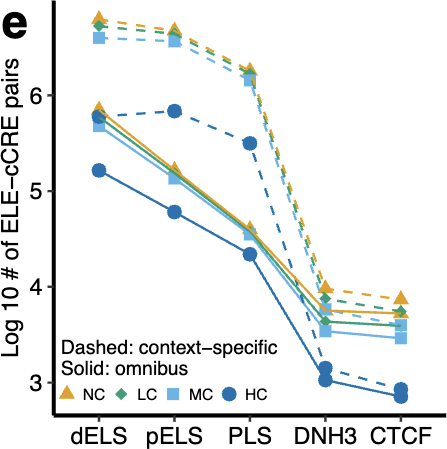 e
Log 10 # of ELE–cCRE pairs
6
5
4
3
Dashed: context–specific
Solid: omnibus
NC LC MC HC
dELS pELS PLS DNH3 CTCF